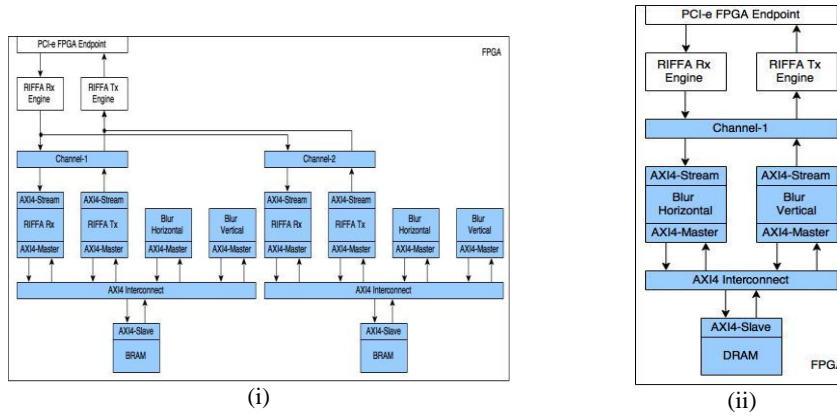 PCI-e FPGA Endpoint
FPGA
RIFFA Rx
Engine
RIFFA Tx
Engine
Channel-1
Channel-2
AXI4-Stream
RIFFA Rx
AXI4-Master
AXI4-Stream
RIFFA Tx
AXI4-Master
Blur
Horizontal
AXI4-Master
Blur
Vertical
AXI4-Master
AXI4-Stream
RIFFA Rx
AXI4-Master
AXI4-Stream
RIFFA Tx
AXI4-Master
Blur
Horizontal
AXI4-Master
Blur
Vertical
AXI4-Master
AXI4 Interconnect
AXI4 Interconnect
AXI4-Slave
BRAM
AXI4-Slave
BRAM
(i)
PCI-e FPGA Endpoint
RIFFA Rx
Engine
RIFFA Tx
Engine
Channel-1
AXI4-Stream
Blur
Horizontal
AXI4-Master
AXI4-Stream
Blur
Vertical
AXI4-Master
AXI4 Interconnect
AXI4-Slave
DRAM
FPGA
(ii)